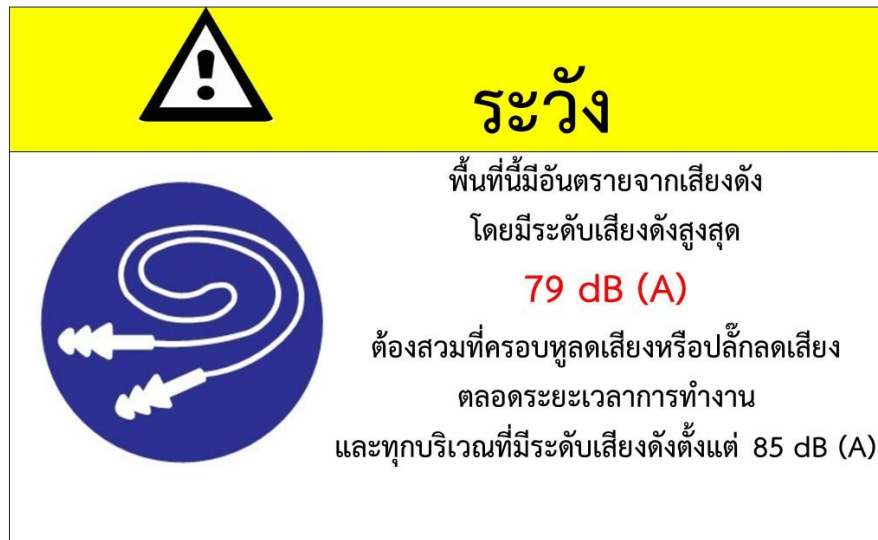 ระวัง
พื้นที่นี้มีอันตรายจากเสียงดัง
โดยมีระดับเสียงดังสูงสุด
79 dB (A)
ต้องสวมที่ครอบหูลดเสียงหรือปลั๊กลดเสียง
ตลอดระยะเวลาการทำงาน
และทุกบริเวณที่มีระดับเสียงดังตั้งแต่ 85 dB (A)